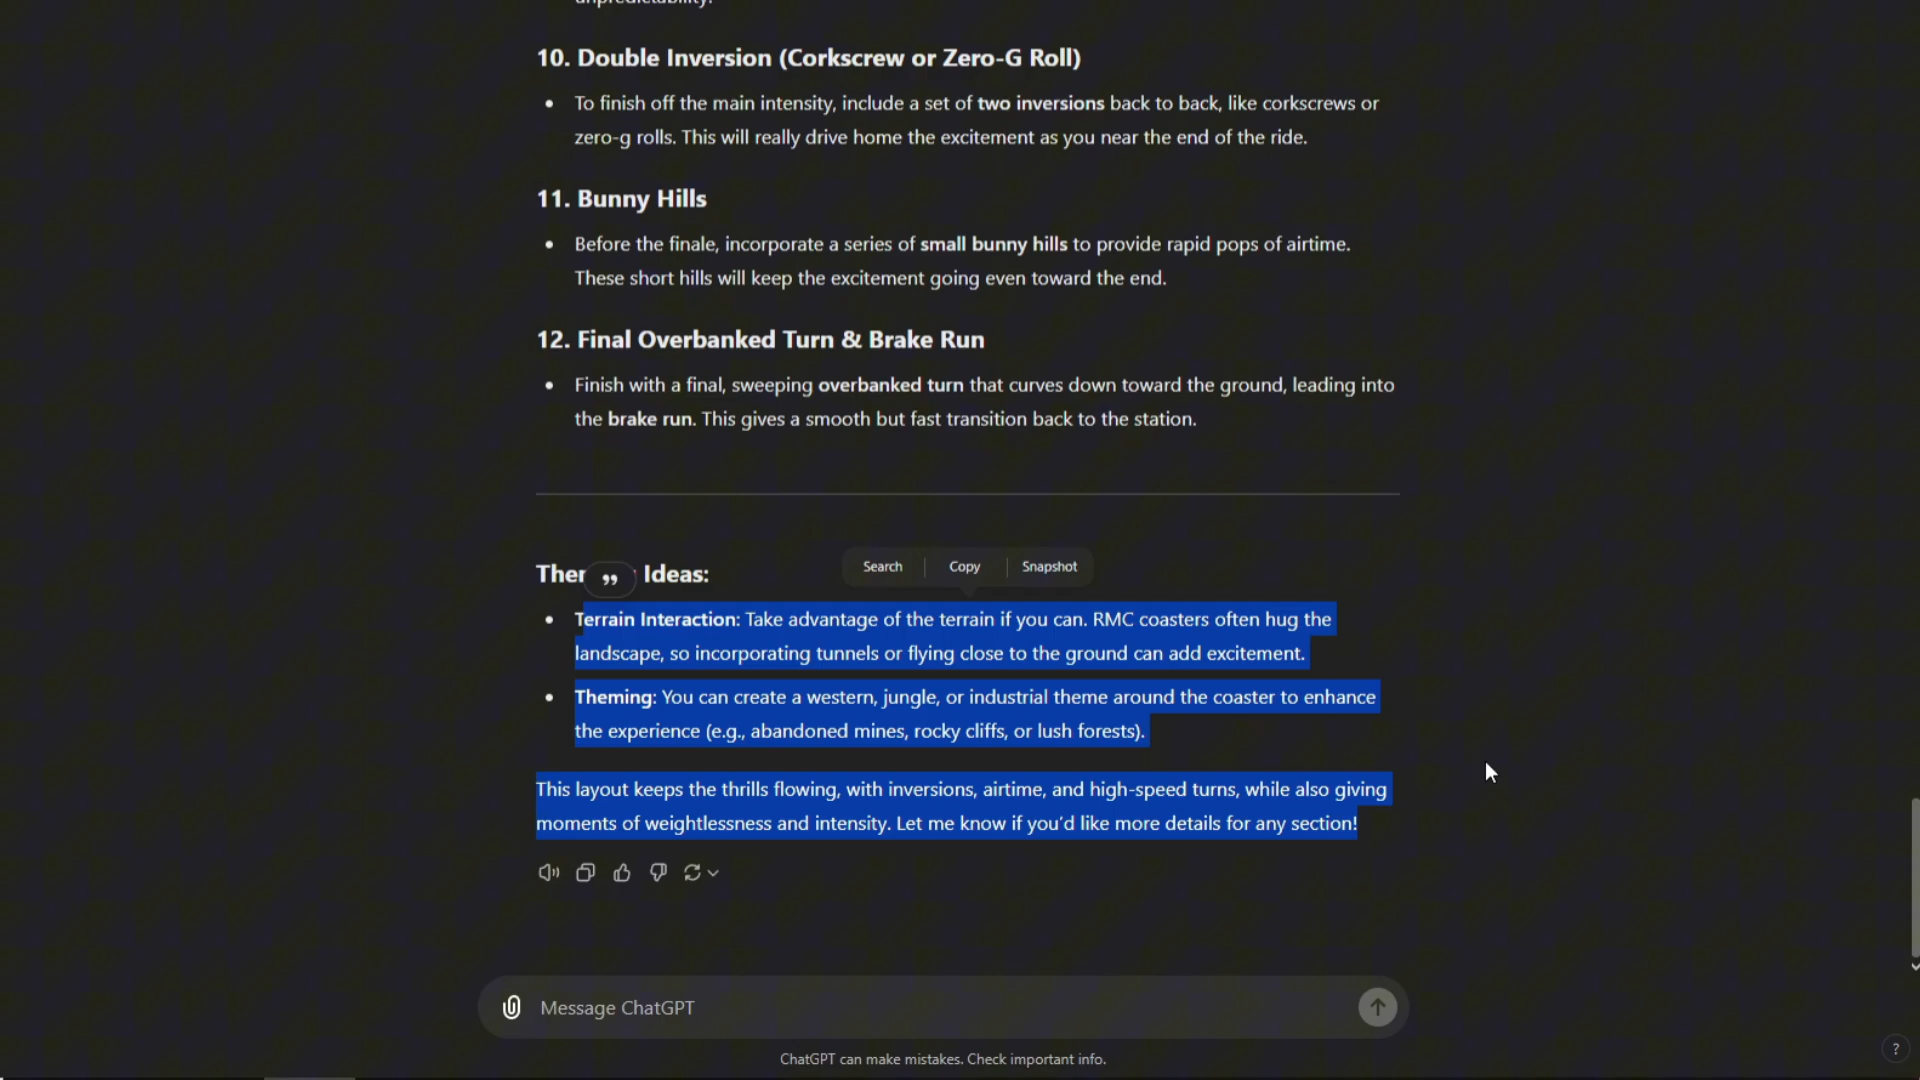 unpredictability.
10. Double Inversion (Corkscrew or Zero-G Roll)
• To finish off the main intensity, include a set of two inversions back to back, like corkscrews or
zero-g rolls. This will really drive home the excitement as you near the end of the ride.
11. Bunny Hills
• Before the finale, incorporate a series of small bunny hills to provide rapid pops of airtime.
These short hills will keep the excitement going even toward the end.
12. Final Overbanked Turn & Brake Run
• Finish with a final, sweeping overbanked turn that curves down toward the ground, leading into
the brake run. This gives a smooth but fast transition back to the station.
Search Copy Snapshot
Ideas:
• Terrain Interaction: Take advantage of the terrain if you can. RMC coasters often hug the
landscape, so incorporating tunnels or flying close to the ground can add excitement.
• Theming: You can create a western, jungle, or industrial theme around the coaster to enhance
the experience (e.g., abandoned mines, rocky cliffs, or lush forests).
This layout keeps the thrills flowing, with inversions, airtime, and high-speed turns, while also giving
moments of weightlessness and intensity. Let me know if you'd like more details for any section!
Message ChatGPT
ChatGPT can make mistakes. Check important info.
?